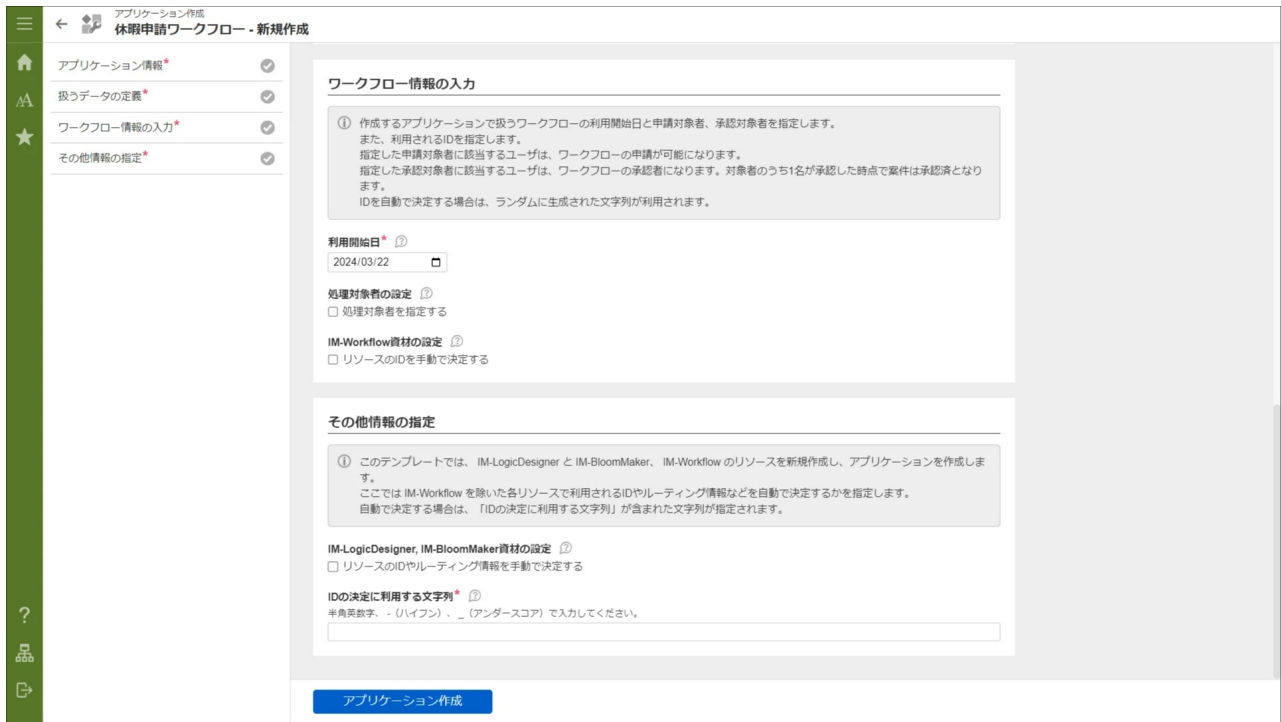 アプリケーション作成
休暇申請ワークフロー - 新規作成
アプリケーション情報*
扱うデータの定義*
ワークフロー情報の入力*
その他情報の指定*
ワークフロー情報の入力
作成するアプリケーションで扱うワークフローの利用開始日と申請対象者、承認対象者を指定します。
また、利用されるIDを指定します。
指定した申請対象者に該当するユーザは、ワークフローの申請が可能になります。
指定した承認対象者に該当するユーザは、ワークフローの承認者になります。対象者のうち1名が承認した時点で案件は承認済となり
ます。
IDを自動で決定する場合は、ランダムに生成された文字列が利用されます。
利用開始日*
2024/03/22
処理対象者の設定
処理対象者を指定する
IM-Workflow資材の設定
リソースのIDを手動で決定する
その他情報の指定
このテンプレートでは、 IM-LogicDesigner と IM-BloomMaker、 IM-Workflow のリソースを新規作成し、アプリケーションを作成しま
す。
ここでは IM-Workflow を除いた各リソースで利用されるIDやルーティング情報などを自動で決定するかを指定します。
自動で決定する場合は、「IDの決定に利用する文字列」が含まれた文字列が指定されます。
IM-LogicDesigner, IM-BloomMaker資材の設定
リソースのIDやルーティング情報を手動で決定する
IDの決定に利用する文字列*
半角英数字、 -（ハイフン）、 _（アンダースコア）で入力してください。
アプリケーション作成